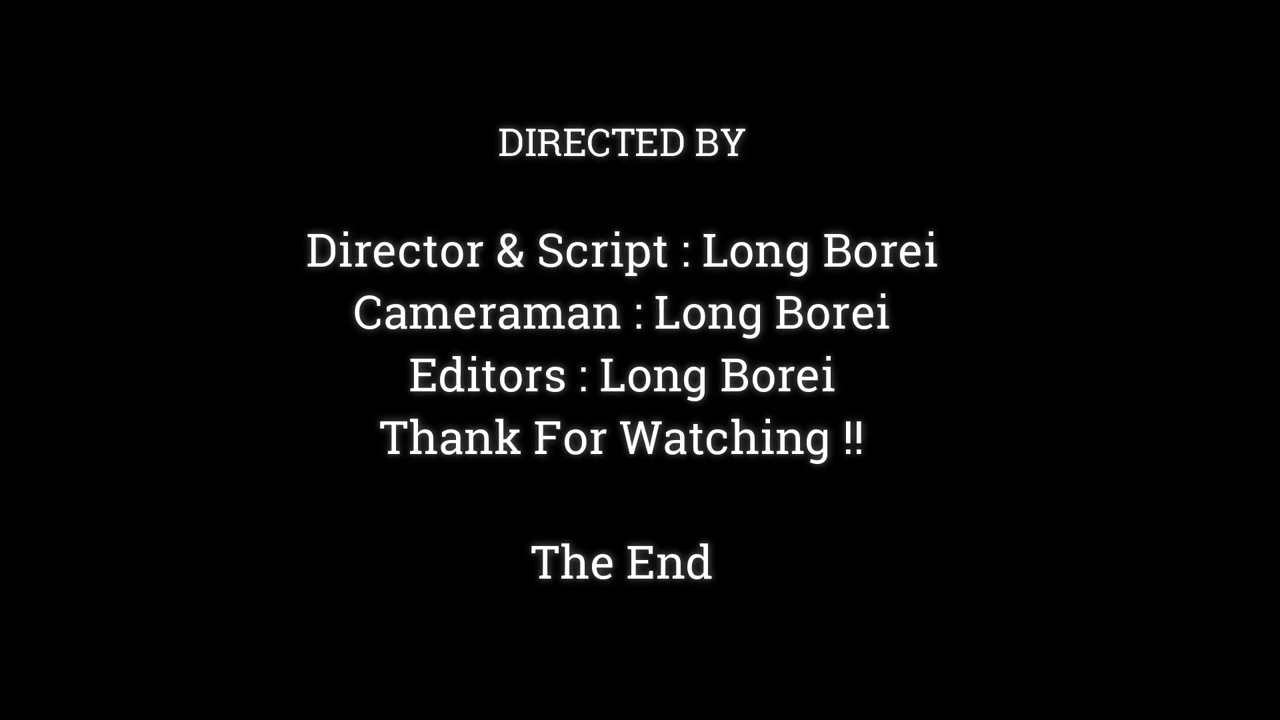 DIRECTED BY
Director & Script : Long Borei
Cameraman : Long Borei
Editors : Long Borei
Thank For Watching !!
The End